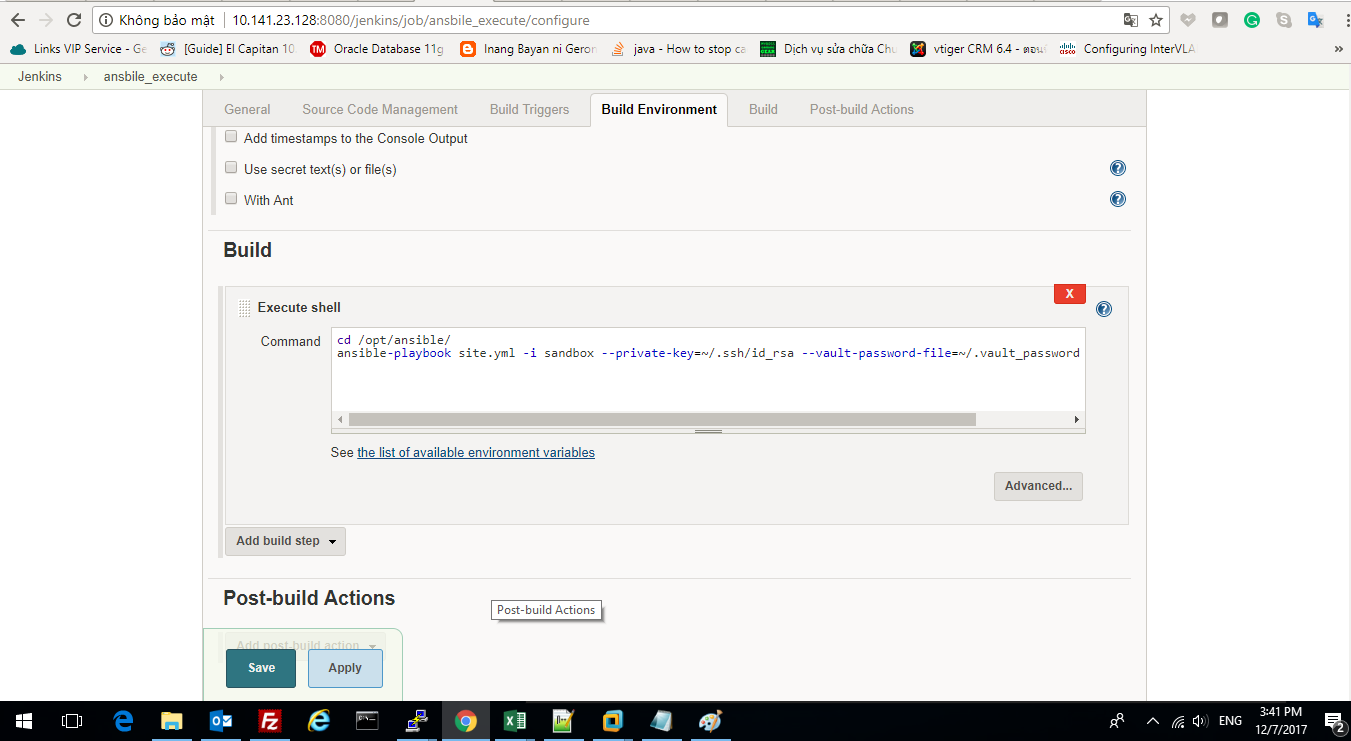 Không bảo mật | 10.141.23.128:8080/jenkins/job/ansbile_execute/configure
Links VIP Service - Ge [Guide] El Capitan 10. Oracle Database 11g Inang Bayan ni Geron java - How to stop ca Dịch vụ sửa chữa Chu vtiger CRM 6.4 - ตอน Configuring InterVLA »
Jenkins ansbile_execute
General Source Code Management Build Triggers Build Environment Build Post-build Actions
Add timestamps to the Console Output
Use secret text(s) or file(s)
With Ant
Build
Execute shell
X
Command
cd /opt/ansible/
ansible-playbook site.yml -i sandbox --private-key=~/.ssh/id_rsa --vault-password-file=~/.vault_password
See the list of available environment variables
Advanced...
Add build step
Post-build Actions
Post-build Actions
Add post-build action
Save Apply
ENG
3:41 PM
12/7/2017
2